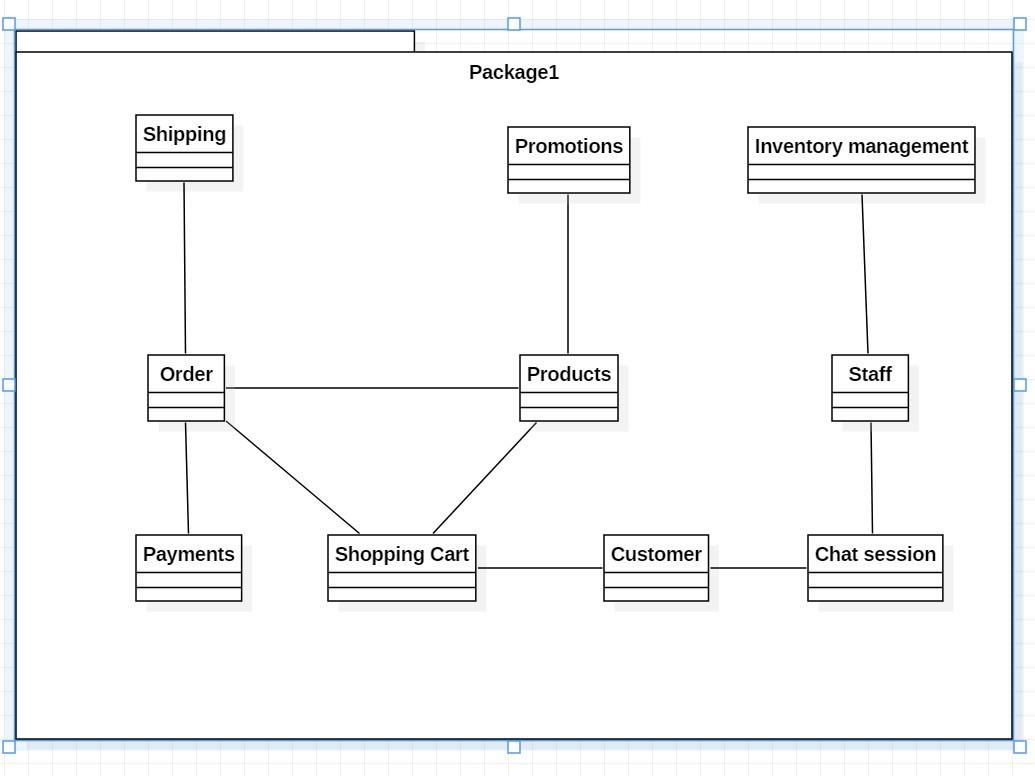 Package1
Shipping
Promotions
Inventory management
Order
Products
Staff
Payments
Shopping Cart
Customer
Chat session